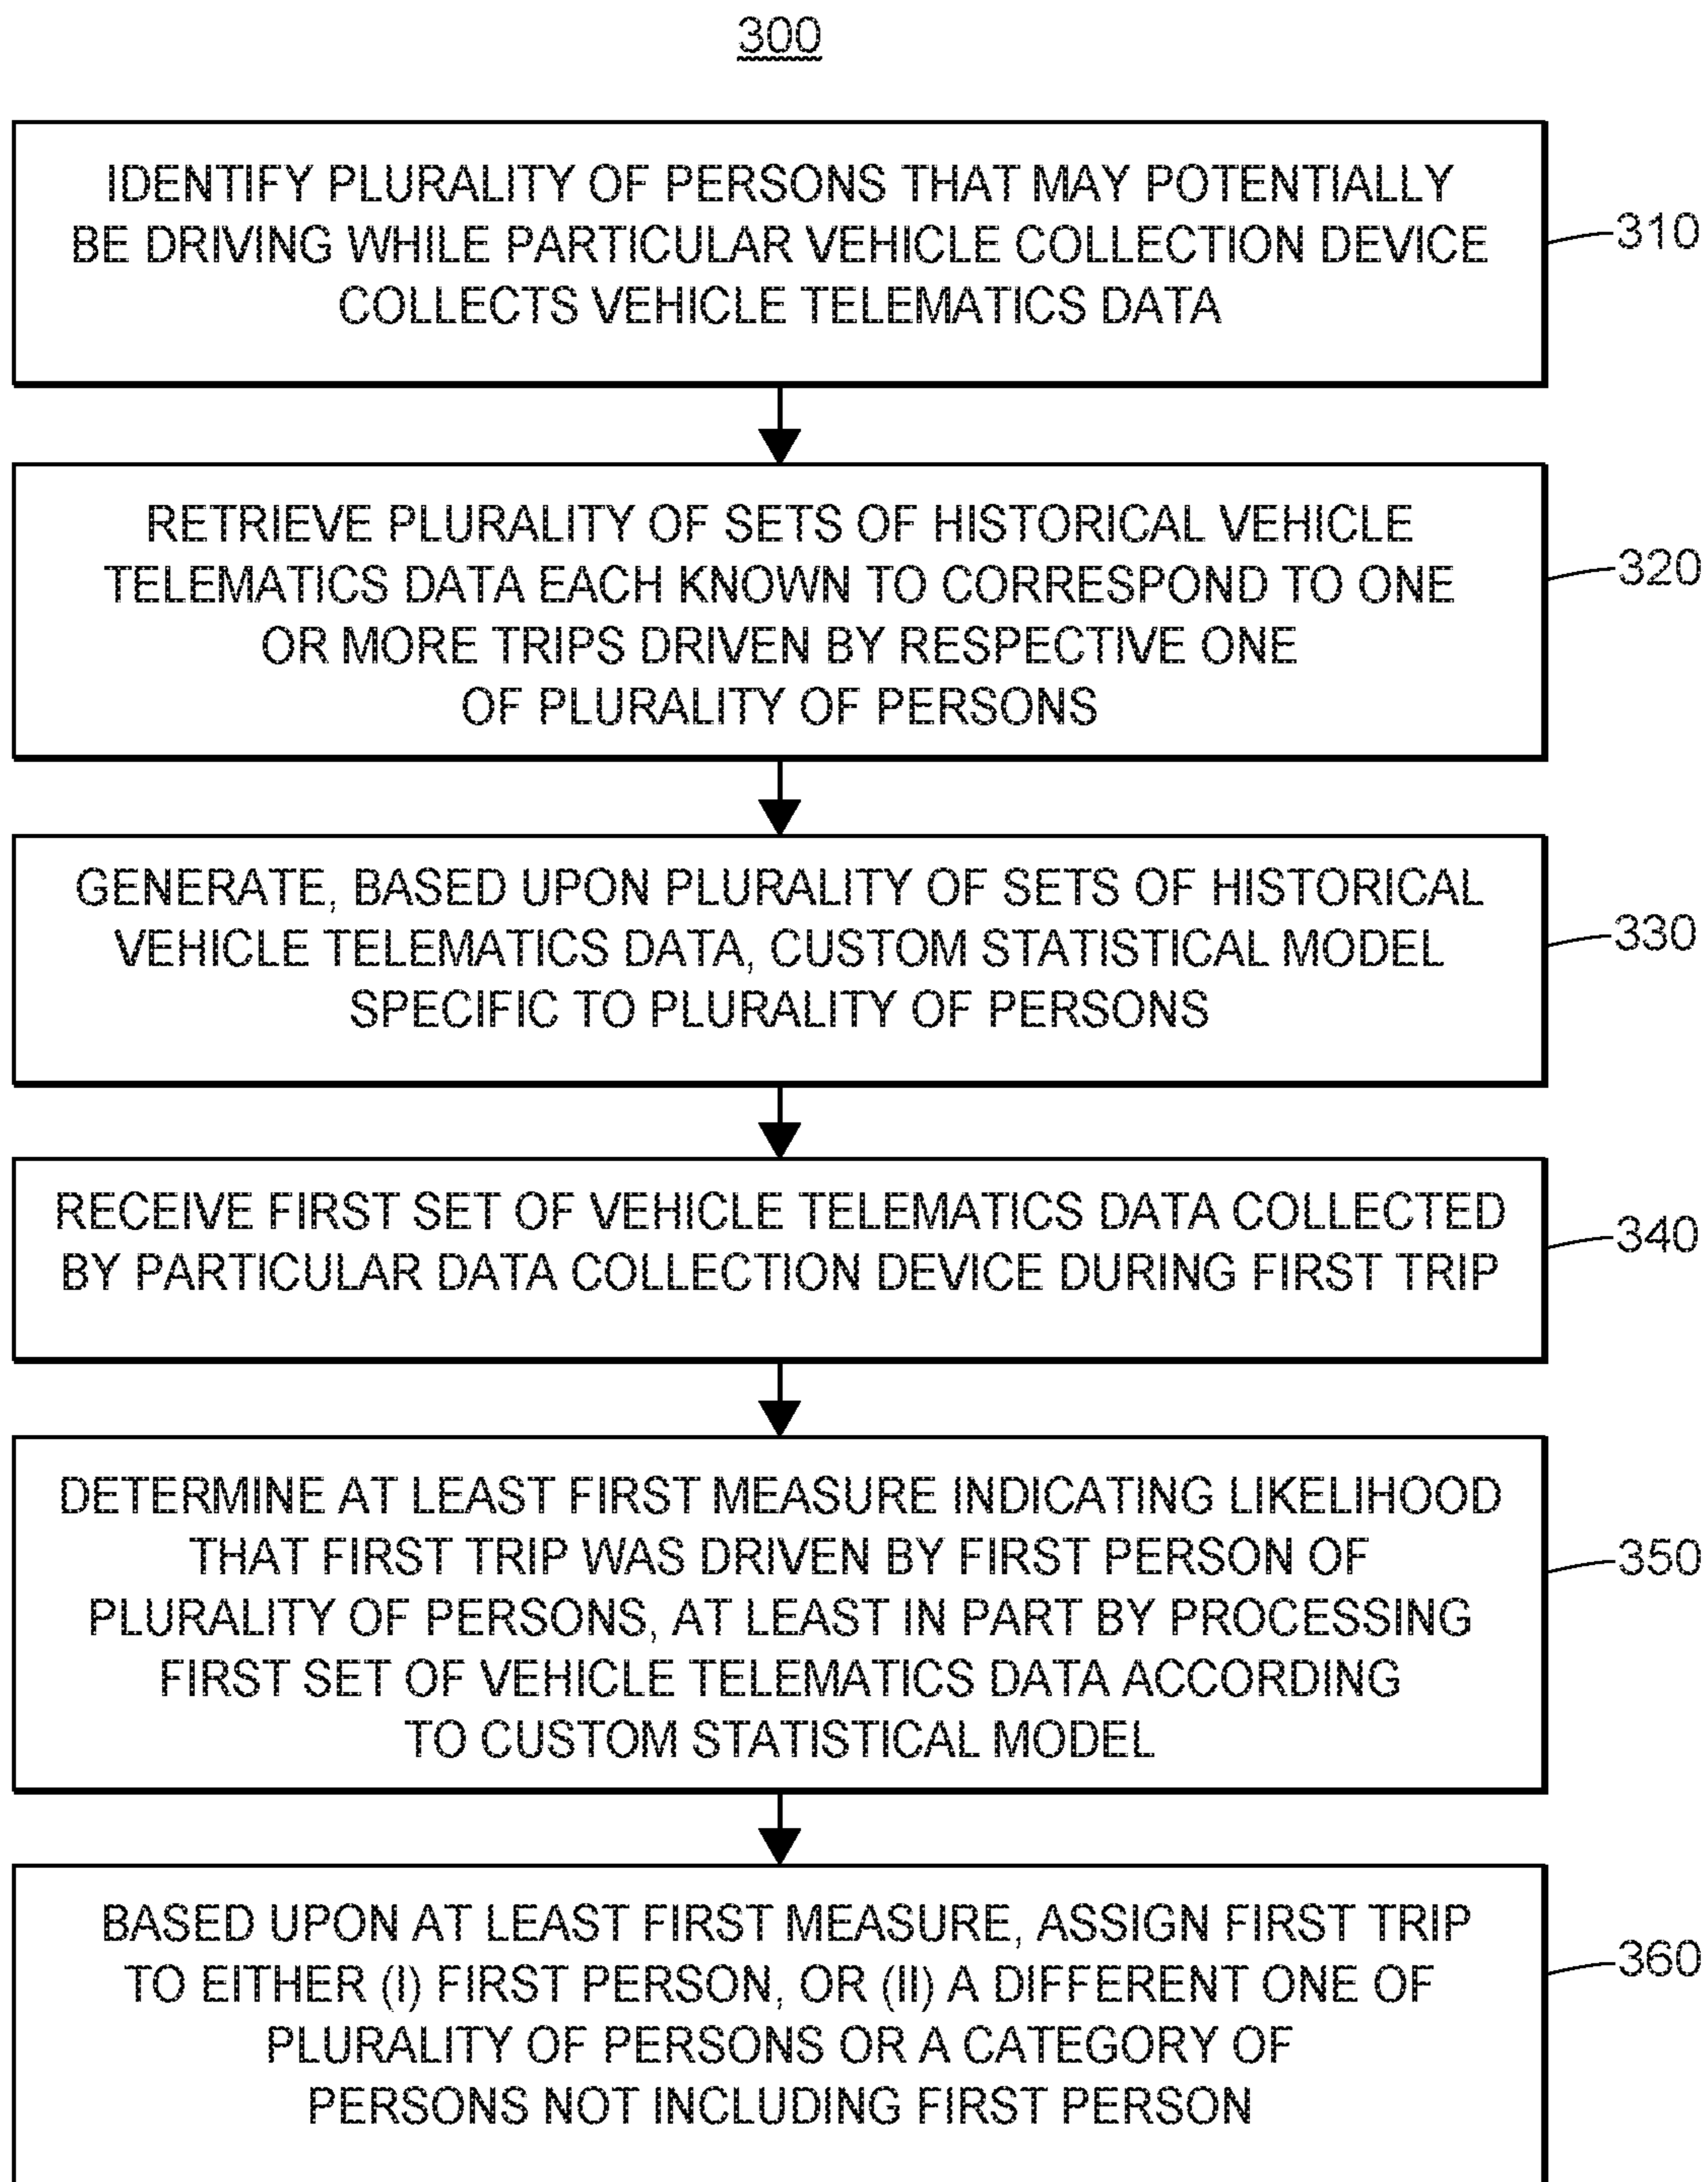 300
IDENTIFY PLURALITY OF PERSONS THAT MAY POTENTIALLY
BE DRIVING WHILE PARTICULAR VEHICLE COLLECTION DEVICE
COLLECTS VEHICLE TELEMATICS DATA
310
RETRIEVE PLURALITY OF SETS OF HISTORICAL VEHICLE
TELEMATICS DATA EACH KNOWN TO CORRESPOND TO ONE
OR MORE TRIPS DRIVEN BY RESPECTIVE ONE
OF PLURALITY OF PERSONS
320
GENERATE, BASED UPON PLURALITY OF SETS OF HISTORICAL
VEHICLE TELEMATICS DATA, CUSTOM STATISTICAL MODEL
SPECIFIC TO PLURALITY OF PERSONS
330
RECEIVE FIRST SET OF VEHICLE TELEMATICS DATA COLLECTED
BY PARTICULAR DATA COLLECTION DEVICE DURING FIRST TRIP
340
DETERMINE AT LEAST FIRST MEASURE INDICATING LIKELIHOOD
THAT FIRST TRIP WAS DRIVEN BY FIRST PERSON OF
PLURALITY OF PERSONS, AT LEAST IN PART BY PROCESSING
FIRST SET OF VEHICLE TELEMATICS DATA ACCORDING
TO CUSTOM STATISTICAL MODEL
350
BASED UPON AT LEAST FIRST MEASURE, ASSIGN FIRST TRIP
TO EITHER (I) FIRST PERSON, OR (II) A DIFFERENT ONE OF
PLURALITY OF PERSONS OR A CATEGORY OF
PERSONS NOT INCLUDING FIRST PERSON
360